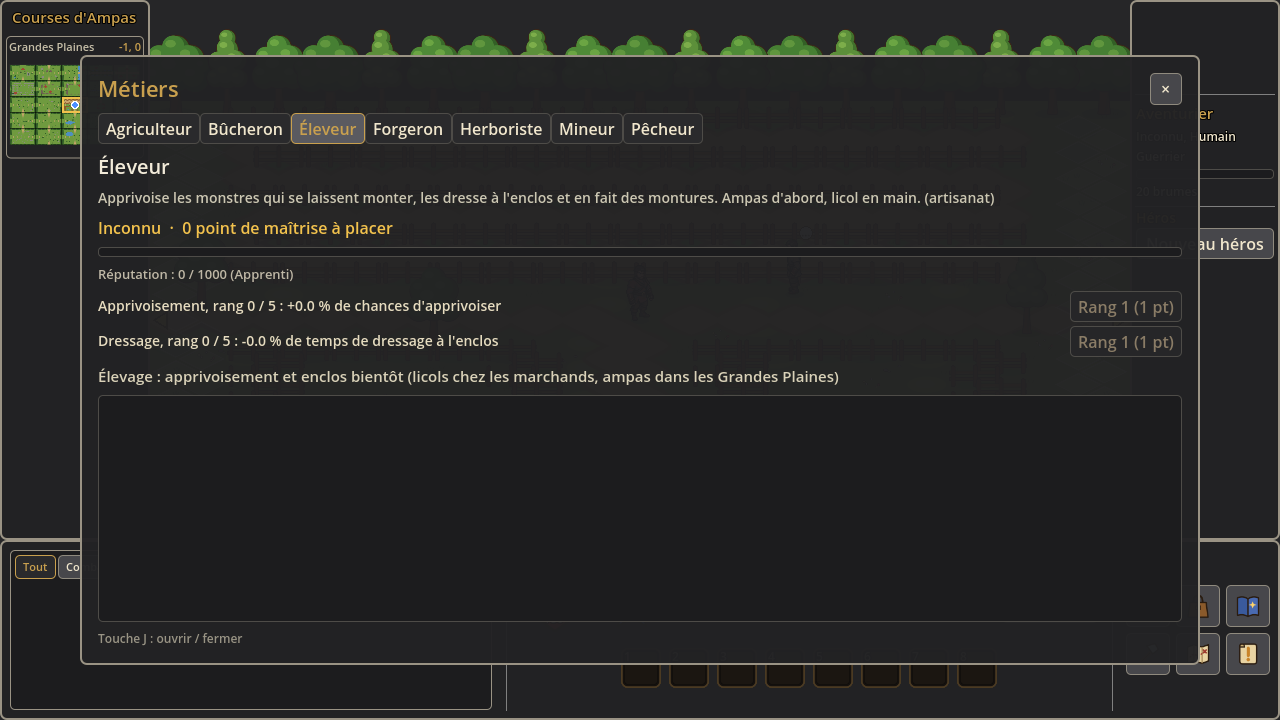 Courses d'Ampas
Grandes Plaines -1, 0
Métiers
×
Agriculteur Bûcheron Éleveur Forgeron Herboriste Mineur Pêcheur
Éleveur
Apprivoise les monstres qui se laissent monter, les dresse à l'enclos et en fait des montures. Ampas d'abord, licol en main. (artisanat)
Inconnu · 0 point de maîtrise à placer
Réputation : 0 / 1000 (Apprenti)
Apprivoisement, rang 0 / 5 : +0.0 % de chances d'apprivoiser
Rang 1 (1 pt)
Dressage, rang 0 / 5 : -0.0 % de temps de dressage à l'enclos
Rang 1 (1 pt)
Élevage : apprivoisement et enclos bientôt (licols chez les marchands, ampas dans les Grandes Plaines)
Touche J : ouvrir / fermer
umain
au héros
Tout Co